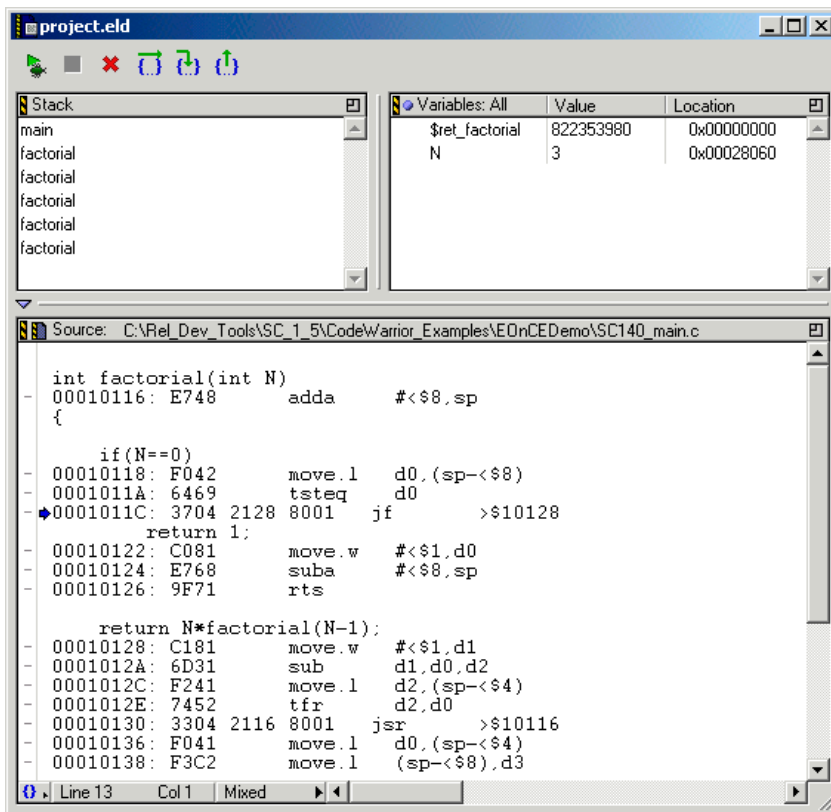 project.eld
Stack
main
factorial
factorial
factorial
factorial
factorial
Variables: All Value Location
$ret_factorial 822353980 0x00000000
N 3 0x00028060
Source: C:\Rel_Dev_Tools\SC_1_5\CodeWarrior_Examples\EOnCEDemo\SC140_main.c
int factorial(int N)
00010116: E748 adda #<$8,sp
{
if(N==0)
00010118: F042 move.l d0,(sp-<$8)
0001011A: 6469 tsteq d0
0001011C: 3704 2128 8001 jf >$10128
return 1;
00010122: C081 move.w #<$1,d0
00010124: E768 suba #<$8,sp
00010126: 9F71 rts
return N*factorial(N-1);
00010128: C181 move.w #<$1,d1
0001012A: 6D31 sub d1,d0,d2
0001012C: F241 move.l d2,(sp-<$4)
0001012E: 7452 tfr d2,d0
00010130: 3304 2116 8001 jsr >$10116
00010136: F041 move.l d0,(sp-<$4)
00010138: F3C2 move.l (sp-<$8),d3
Line 13 Col 1 Mixed